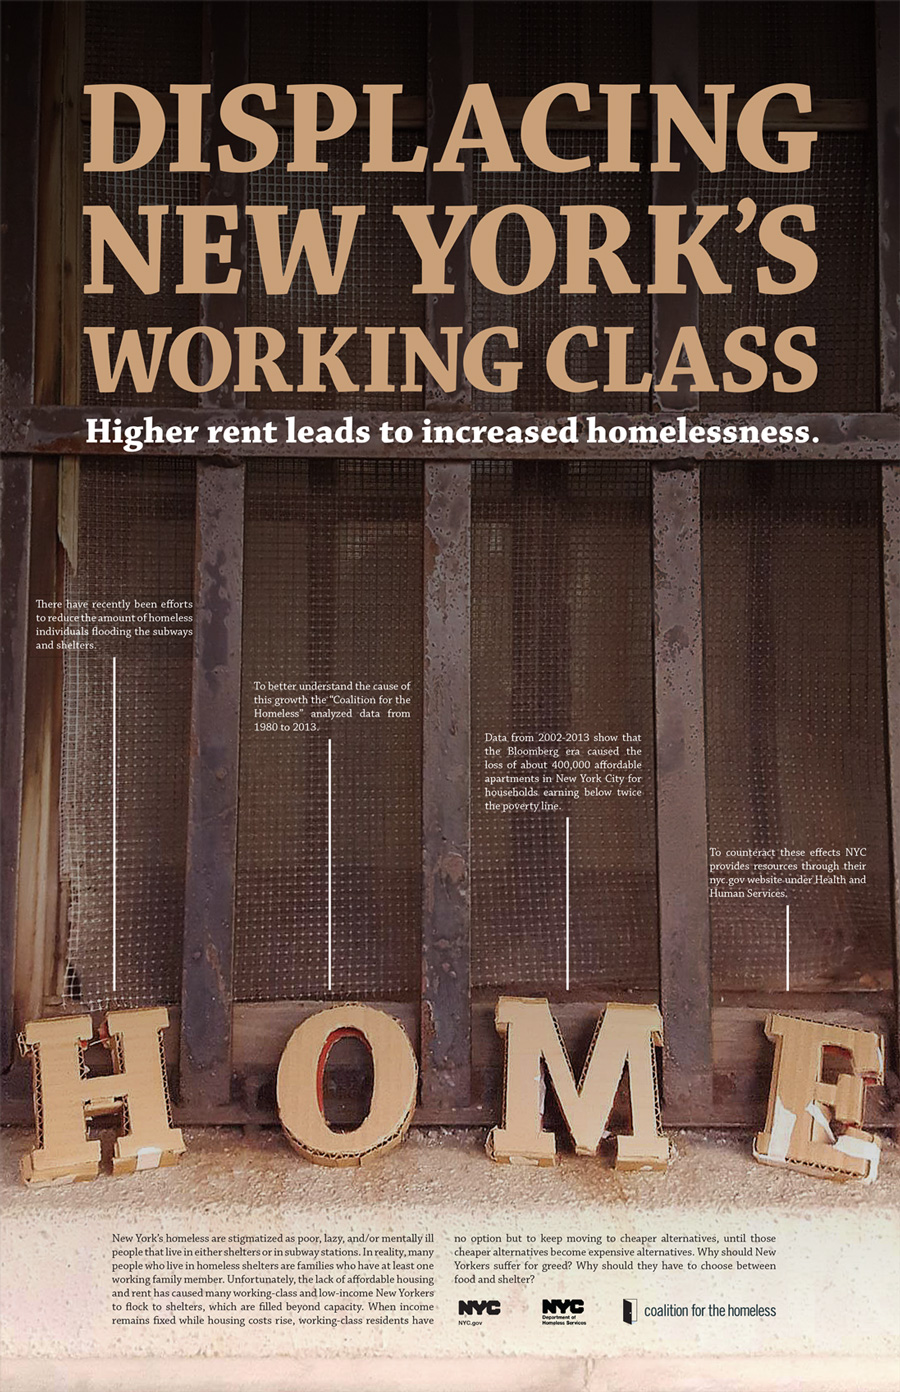 DISPLACING
NEW YORK'S
WORKING CLASS
Higher rent leads to increased homelessness.
There have recently been efforts
to reduce the amount of homeless
individuals flooding the subways
and shelters.
To better understand the cause of
this growth the "Coalition for the
Homeless" analyzed data from
1980 to 2013.
Data from 2002-2013 show that
the Bloomberg era caused the
loss of about 400,000 affordable
apartments in New York City for
households earning below twice
the poverty line.
To counteract these effects NYC
provides resources through their
nyc.gov website under Health and
Human Services.
HOME
New York's homeless are stigmatized as poor, lazy, and/or mentally ill
people that live in either shelters or in subway stations. In reality, many
people who live in homeless shelters are families who have at least one
working family member. Unfortunately, the lack of affordable housing
and rent has caused many working-class and low-income New Yorkers
to flock to shelters, which are filled beyond capacity. When income
remains fixed while housing costs rise, working-class residents have
no option but to keep moving to cheaper alternatives, until those
cheaper alternatives become expensive alternatives. Why should New
Yorkers suffer for greed? Why should they have to choose between
food and shelter?
NYC
NYC.gov
NYC
Department of
Homeless Services
coalition for the homeless